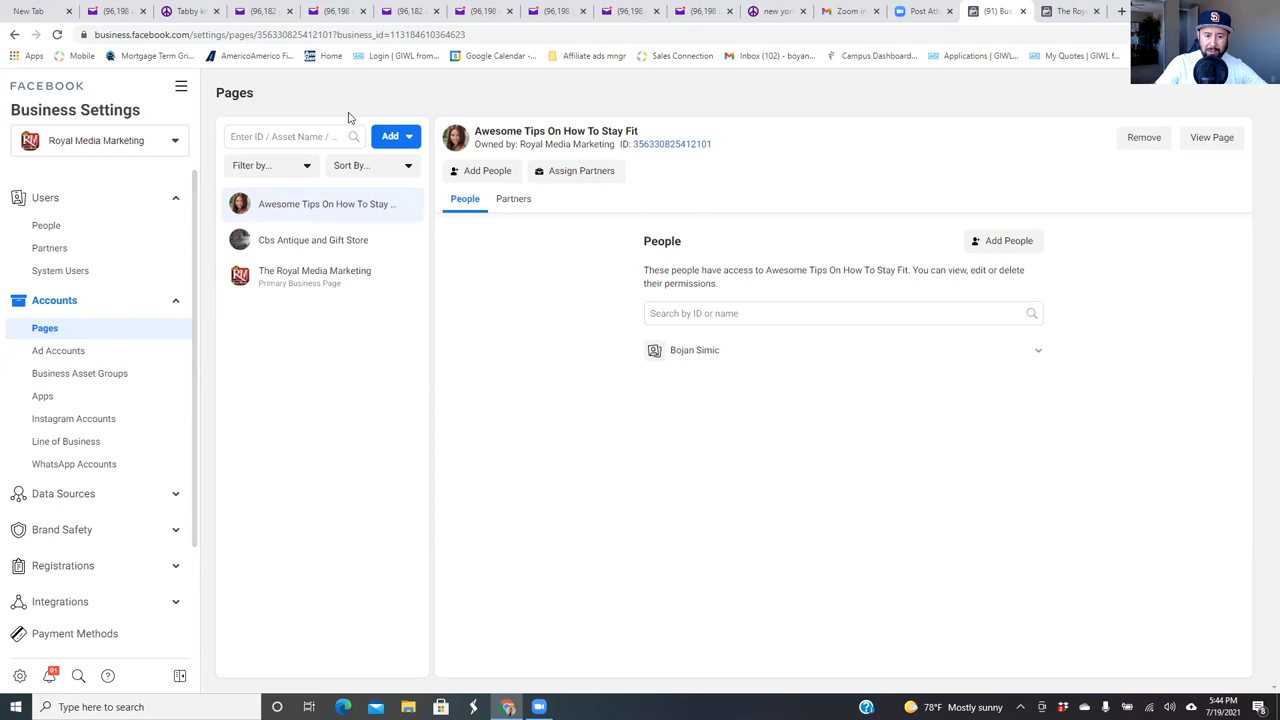 New Tab
(96,198
Tabby ki
(96,182
(96,198
(96,182
(96,198
(96,198
(96,198
(96,198
new york
Zoom in
Post Att
(91) Bus
The Roy
business.facebook.com/settings/pages/356330825412101?business_id=113184610364623
Apps
Mobile
Mortgage Term Gri...
AmericoAmerico Fi...
Home
Login | GIWL from...
Google Calendar -...
Affiliate ads mngr
Sales Connection
Inbox (102) - boyan...
Campus Dashboard...
Applications | GIWL...
My Quotes | GIWL f...
FACEBOOK
Business Settings
Royal Media Marketing
Users
People
Partners
System Users
Accounts
Pages
Ad Accounts
Business Asset Groups
Apps
Instagram Accounts
Line of Business
WhatsApp Accounts
Data Sources
Brand Safety
Registrations
Integrations
Payment Methods
91
Pages
Enter ID / Asset Name / ...
Add
Filter by...
Sort By...
Awesome Tips On How To Stay ...
Cbs Antique and Gift Store
The Royal Media Marketing
Primary Business Page
Awesome Tips On How To Stay Fit
Owned by: Royal Media Marketing ID: 356330825412101
Remove
View Page
Add People
Assign Partners
People
Partners
People
Add People
These people have access to Awesome Tips On How To Stay Fit. You can view, edit or delete
their permissions.
Search by ID or name
Bojan Simic
Type here to search
78°F Mostly sunny
5:44 PM
7/19/2021